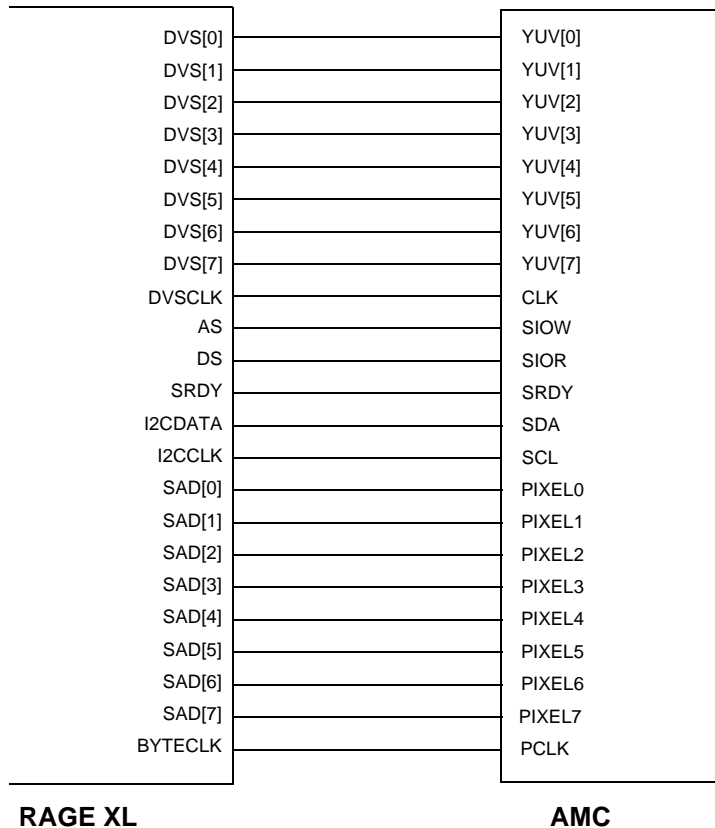 DVS[0] YUV[0]
DVS[1] YUV[1]
DVS[2] YUV[2]
DVS[3] YUV[3]
DVS[4] YUV[4]
DVS[5] YUV[5]
DVS[6] YUV[6]
DVS[7] YUV[7]
DVSCLK CLK
AS SIOW
DS SIOR
SRDY SRDY
I2CDATA SDA
I2CCLK SCL
SAD[0] PIXEL0
SAD[1] PIXEL1
SAD[2] PIXEL2
SAD[3] PIXEL3
SAD[4] PIXEL4
SAD[5] PIXEL5
SAD[6] PIXEL6
SAD[7] PIXEL7
BYTECLK PCLK
RAGE XL AMC